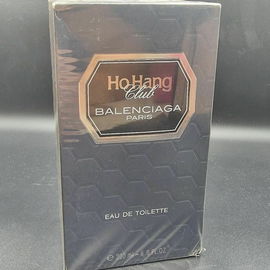 Ho Hang
Club
BALENCIAGA
PARIS
EAU DE TOILETTE